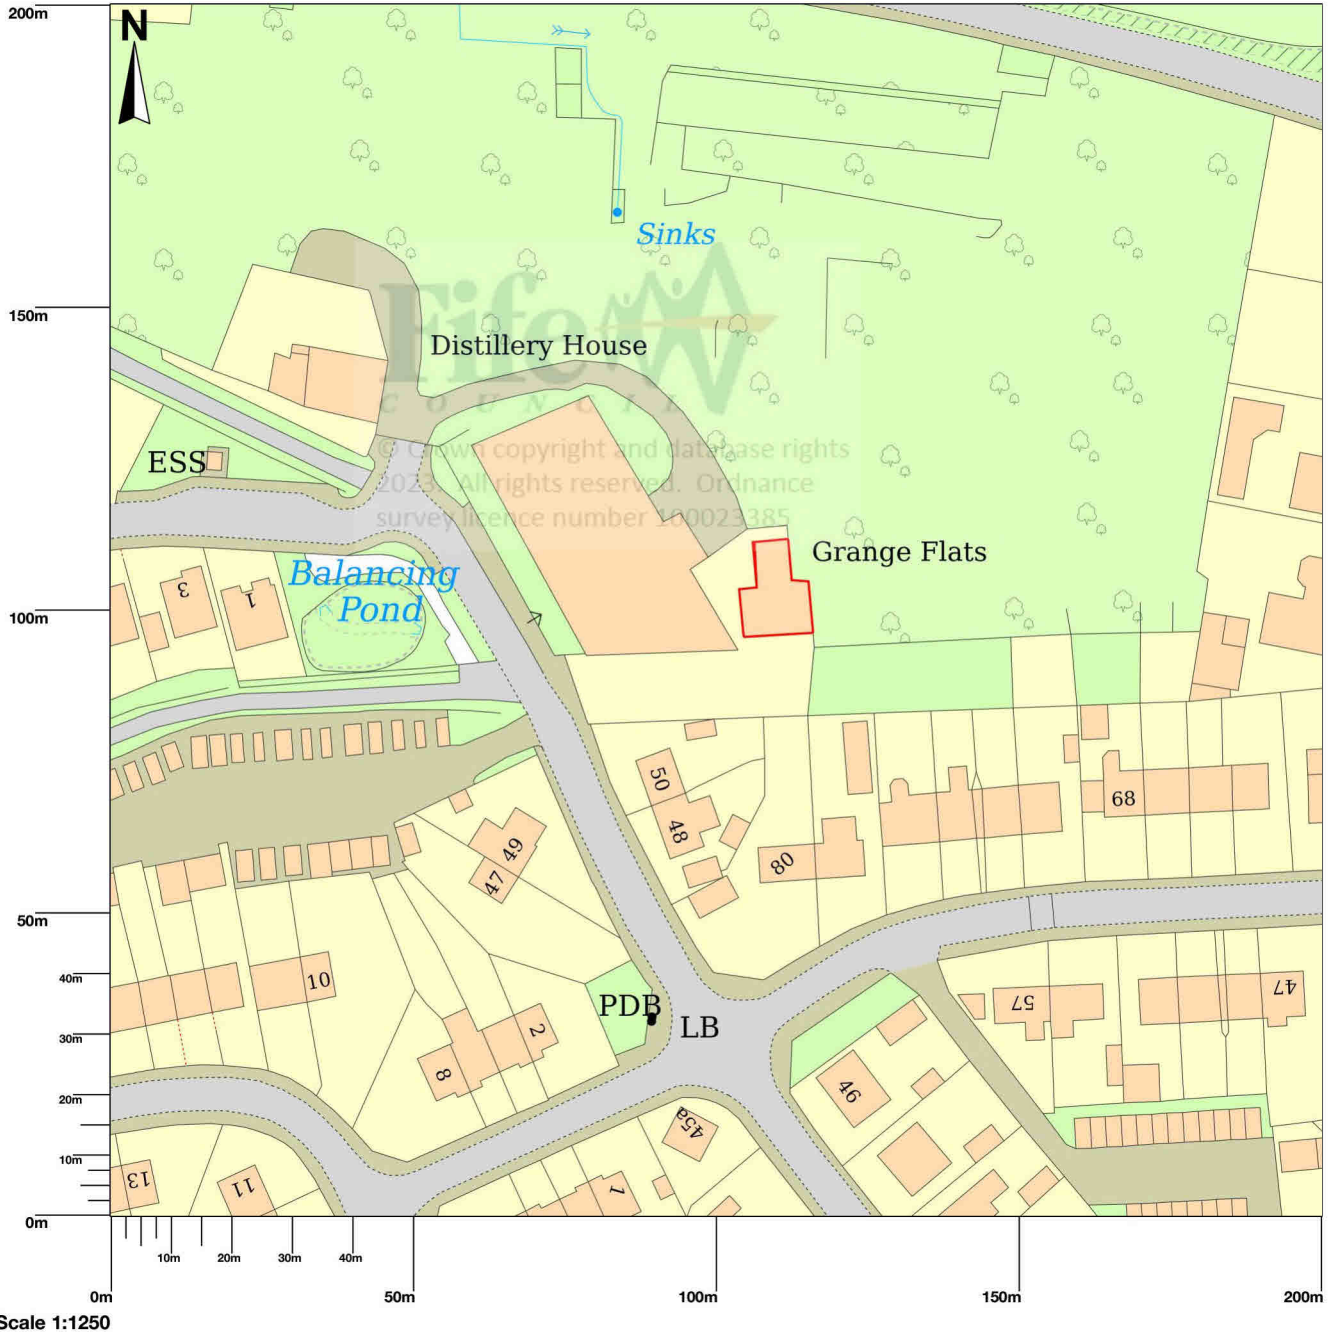 200m
N
Sinks
Fife
COUNCIL
150m
Distillery House
© Crown copyright and database rights
2023. All rights reserved. Ordnance
survey licence number 100023385
ESS
Grange Flats
Balancing
Pond
3
1
100m
50
48
68
80
49
47
50m
40m
10
57
47
PDB
LB
2
30m
8
46
20m
45a
10m
13
11
1
0m
10m 20m 30m 40m
0m 50m 100m 150m 200m
Scale 1:1250